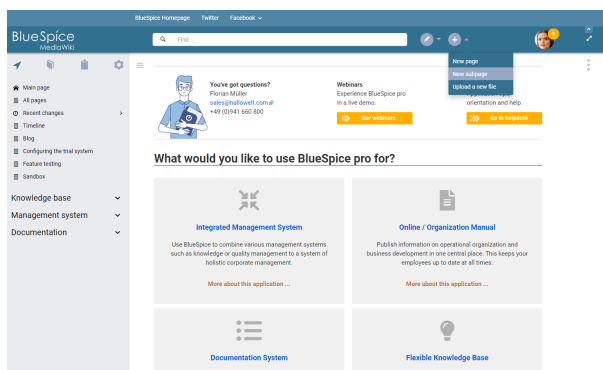 BlueSpice Homepage Twitter Facebook
BlueSpice
MediaWiki
Find ...
New page
New subpage
Upload a new file
Main page
All pages
Recent changes
Timeline
Blog
Configuring the trial system
Feature testing
Sandbox
Knowledge base
Management system
Documentation
You've got questions?
Florian Müller
sales@hallowelt.com
+49 (0)941 660 800
Webinars
Experience BlueSpice pro
in a live demo.
Our webinars
orientation and help.
Go to helpdesk
What would you like to use BlueSpice pro for?
Integrated Management System
Use BlueSpice to combine various management systems
such as knowledge or quality management to a system of
holistic corporate management.
More about this application ...
Online / Organization Manual
Publish information on operational organization and
business development in one central place. This keeps your
employees up to date at all times.
More about this application ...
Documentation System
Flexible Knowledge Base